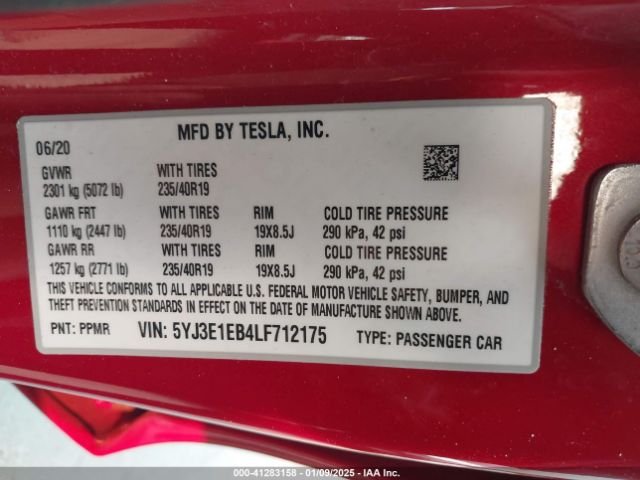 MFD BY TESLA, INC.
06/20
GVWR WITH TIRES
2301 kg (5072 lb) 235/40R19
GAWR FRT WITH TIRES RIM COLD TIRE PRESSURE
1110 kg (2447 lb) 235/40R19 19X8.5J 290 kPa, 42 psi
GAWR RR WITH TIRES RIM COLD TIRE PRESSURE
1257 kg (2771 lb) 235/40R19 19X8.5J 290 kPa, 42 psi
THIS VEHICLE CONFORMS TO ALL APPLICABLE U.S. FEDERAL MOTOR VEHICLE SAFETY, BUMPER, AND
THEFT PREVENTION STANDARDS IN EFFECT ON THE DATE OF MANUFACTURE SHOWN ABOVE.
PNT: PPMR VIN: 5YJ3E1EB4LF712175 TYPE: PASSENGER CAR
000-41283158 - 01/09/2025 - IAA Inc.